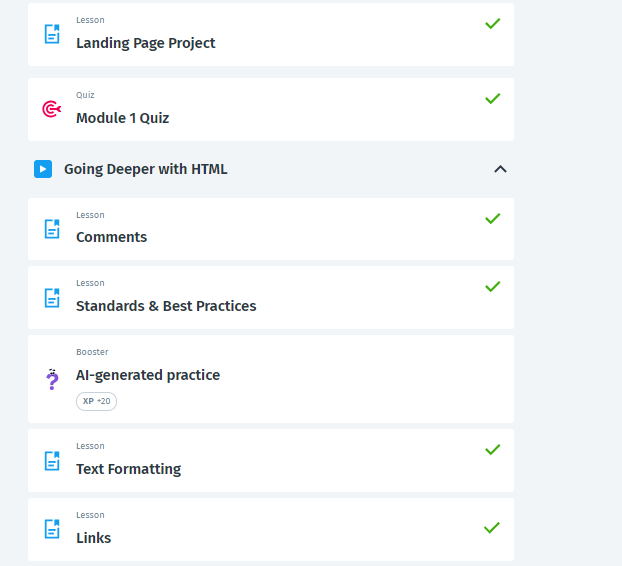 Lesson
Landing Page Project
Quiz
Module 1 Quiz
Going Deeper with HTML
Lesson
Comments
Lesson
Standards & Best Practices
Booster
AI-generated practice
XP +20
Lesson
Text Formatting
Lesson
Links